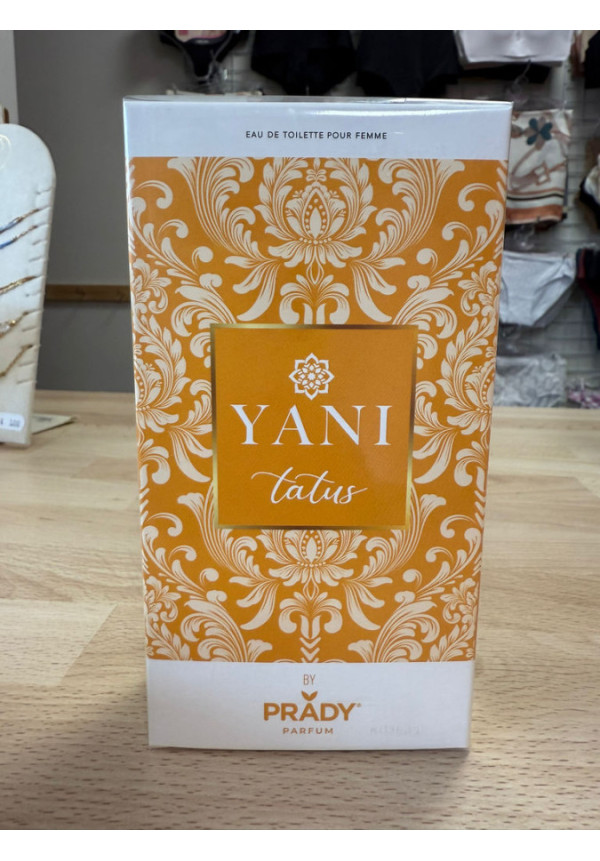 EAU DE TOILETTE POUR FEMME
YANI
tatus
BY
PRADY®
PARFUM